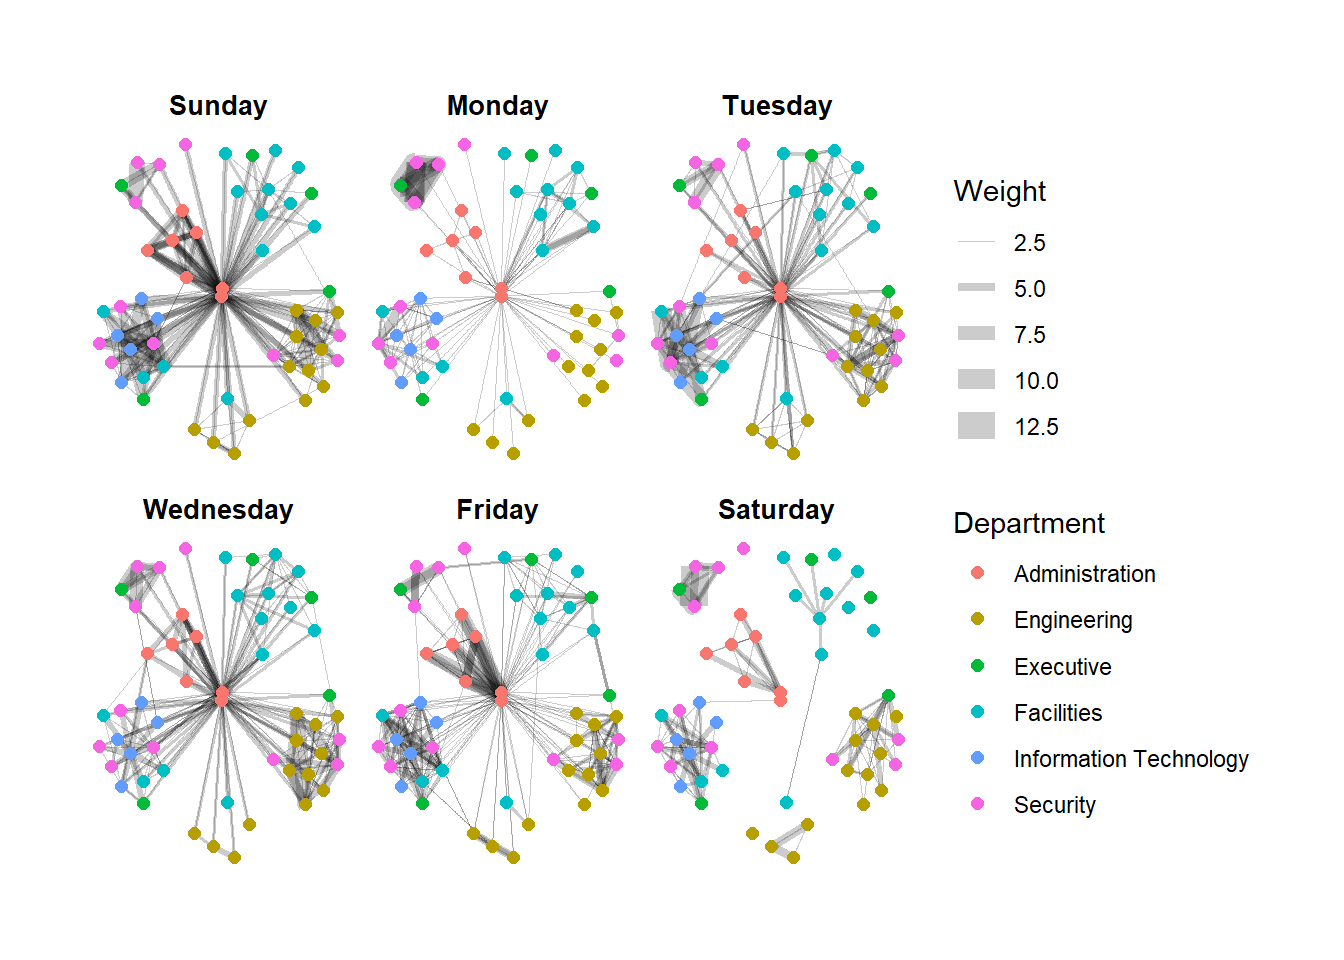 Sunday
Monday
Tuesday
Wednesday
Friday
Saturday
Weight
2.5
5.0
7.5
10.0
12.5
Department
Administration
Engineering
Executive
Facilities
Information Technology
Security